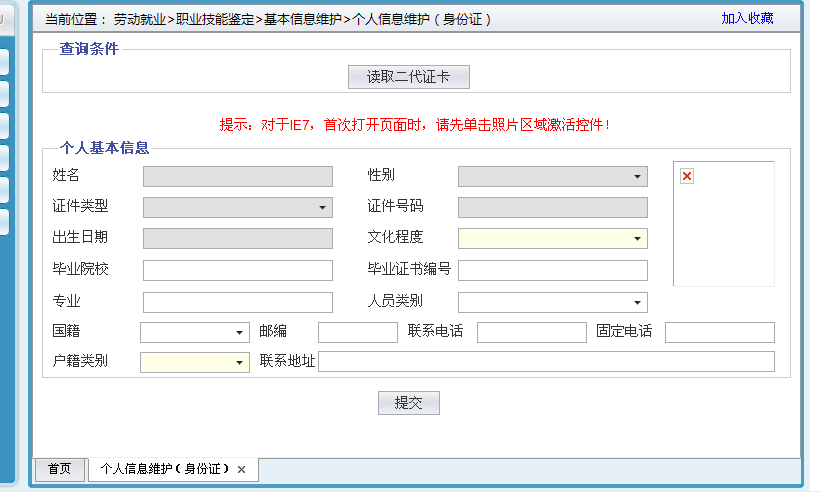 当前位置： 劳动就业>职业技能鉴定>基本信息维护>个人信息维护（身份证） 加入收藏
查询条件
读取二代证卡
提示：对于IE7，首次打开页面时，请先单击照片区域激活控件！
个人基本信息
姓名 性别
证件类型 证件号码
出生日期 文化程度
毕业院校 毕业证书编号
专业 人员类别
国籍 邮编 联系电话 固定电话
户籍类别 联系地址
提交
首页 个人信息维护（身份证）